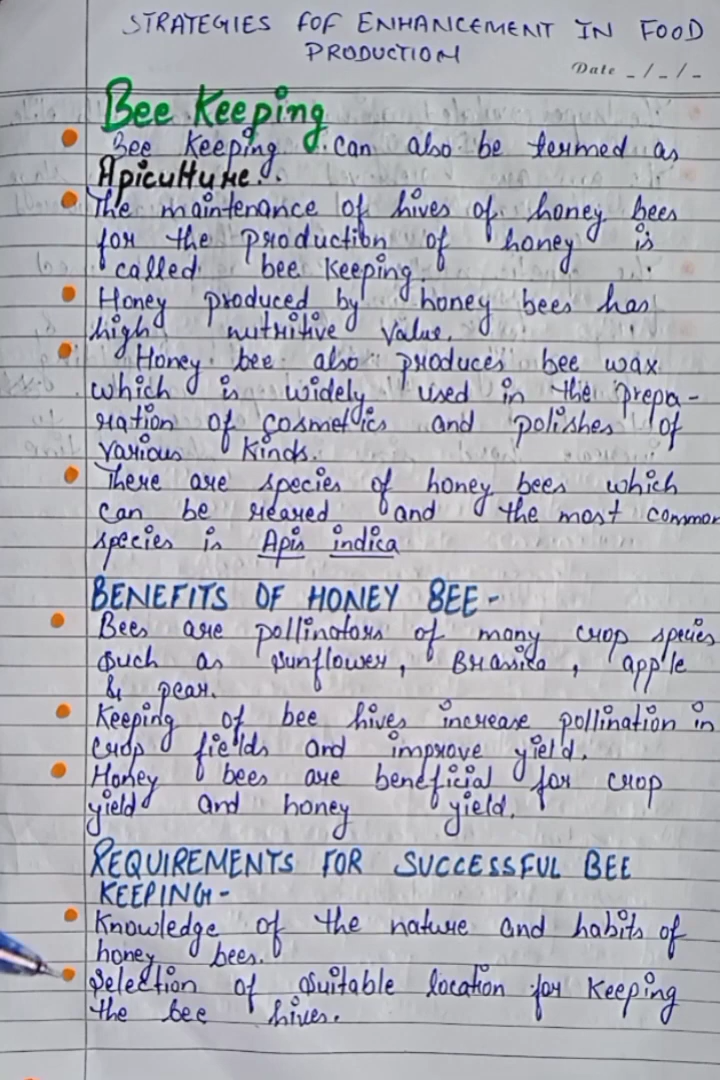 STRATEGIES FOF ENHANCEMENT IN FOOD
PRODUCTION
Date _/_/_
Bee Keeping
Bee Keeping can also be termed as
Apiculture.
The maintenance of hives of honey bees
for the production of honey is
called bee keeping.
Honey produced by honey bees has
high nutritive value.
Honey bee also produces bee wax
which is widely used in the prepa-
ration of cosmetics and polishes of
various kinds.
There are species of honey bees which
can be reared and the most common
species is Apis indica
BENEFITS OF HONEY BEE-
Bees are pollinators of many crop species
such as sunflower, Brassica, apple
& pear.
Keeping of bee hives increase pollination in
crop fields and improve yield.
Honey bees are beneficial for crop
yield and honey yield.
REQUIREMENTS FOR SUCCESSFUL BEE
KEEPING-
Knowledge of the nature and habits of
honey bees.
Selection of suitable location for keeping
the bee hives.